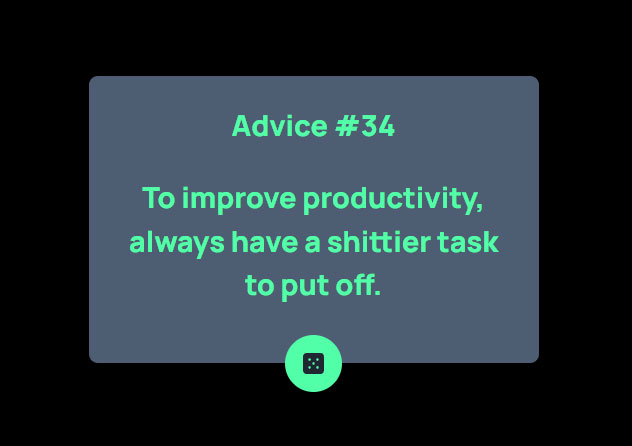 Advice #34
To improve productivity,
always have a shittier task
to put off.